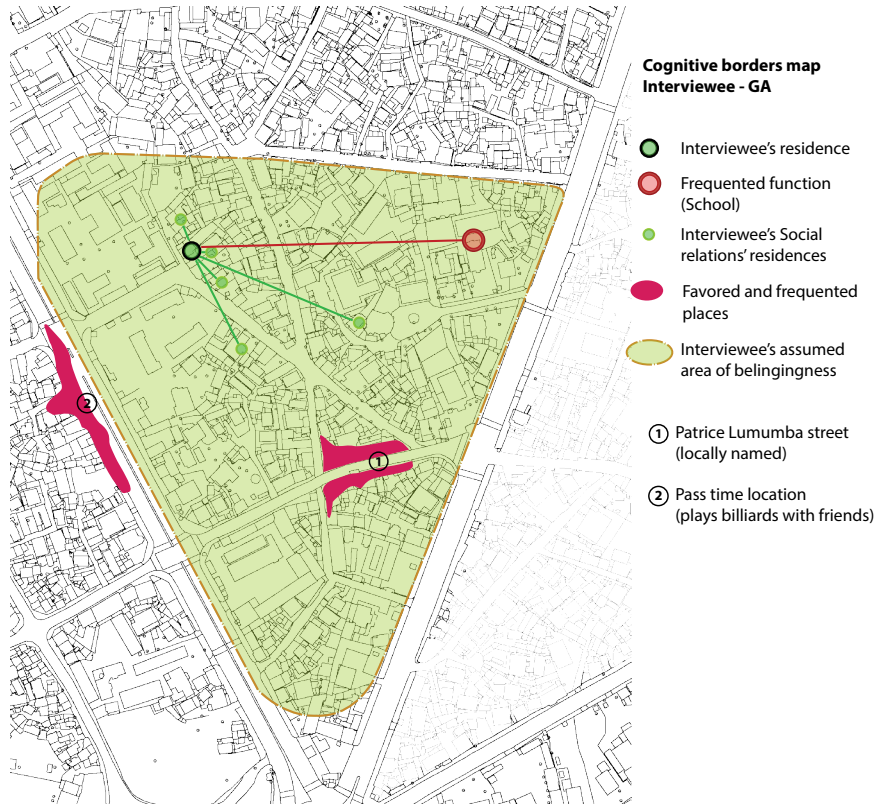 Cognitive borders map
Interviewee - GA
Interviewee's residence
Frequented function
(School)
Interviewee's Social
relations' residences
Favored and frequented
places
Interviewee's assumed
area of belingingness
1 Patrice Lumumba street
(locally named)
2 Pass time location
(plays billiards with friends)
2
1